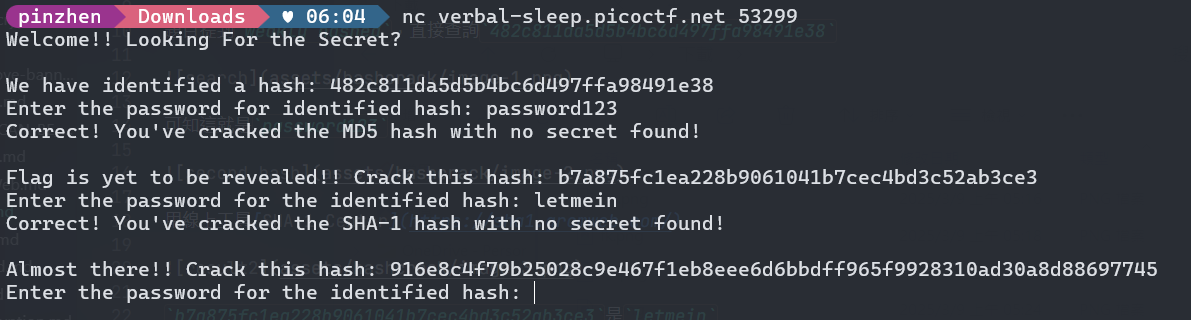 pinzhen Downloads ♥ 06:04 nc verbal-sleep.picoctf.net 53299
Welcome!! Looking For the Secret?
We have identified a hash: 482c811da5d5b4bc6d497ffa98491e38
Enter the password for identified hash: password123
Correct! You've cracked the MD5 hash with no secret found!
Flag is yet to be revealed!! Crack this hash: b7a875fc1ea228b9061041b7cec4bd3c52ab3ce3
Enter the password for the identified hash: letmein
Correct! You've cracked the SHA-1 hash with no secret found!
Almost there!! Crack this hash: 916e8c4f79b25028c9e467f1eb8eee6d6bbdff965f9928310ad30a8d88697745
Enter the password for the identified hash: